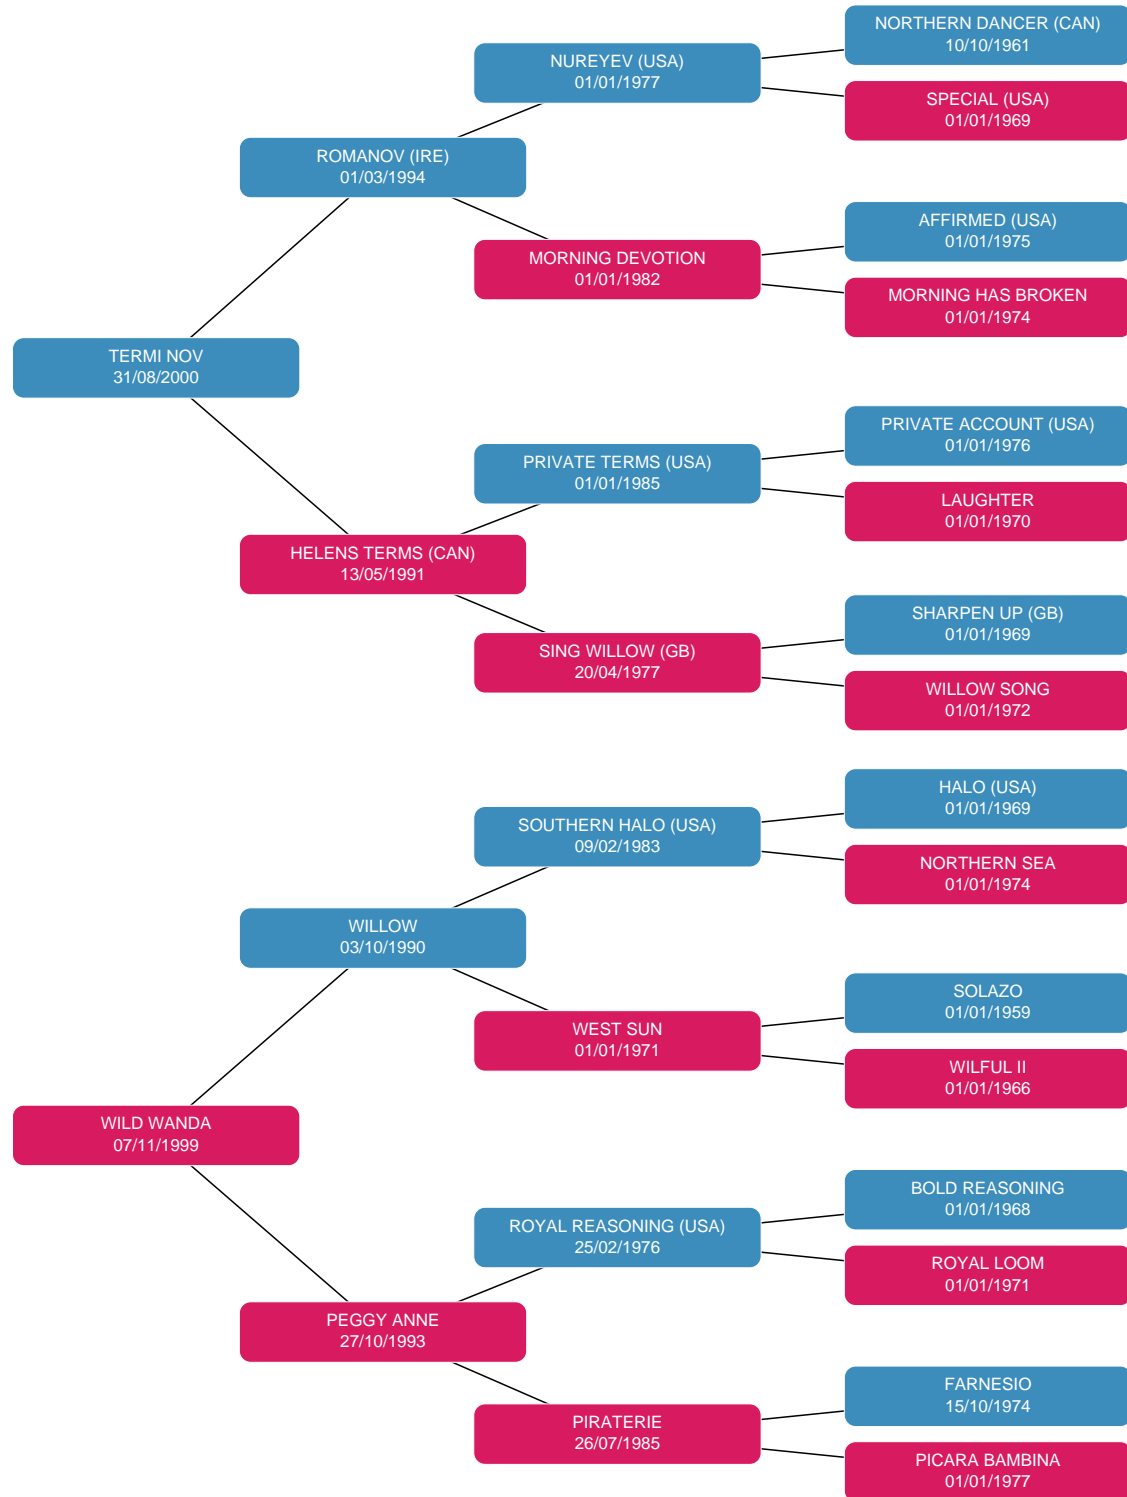 NORTHERN DANCER (CAN)
10/10/1961
NUREYEV (USA)
01/01/1977
SPECIAL (USA)
01/01/1969
ROMANOV (IRE)
01/03/1994
AFFIRMED (USA)
01/01/1975
MORNING DEVOTION
01/01/1982
MORNING HAS BROKEN
01/01/1974
TERMI NOV
31/08/2000
PRIVATE ACCOUNT (USA)
01/01/1976
PRIVATE TERMS (USA)
01/01/1985
LAUGHTER
01/01/1970
HELENS TERMS (CAN)
13/05/1991
SHARPEN UP (GB)
01/01/1969
SING WILLOW (GB)
20/04/1977
WILLOW SONG
01/01/1972
HALO (USA)
01/01/1969
SOUTHERN HALO (USA)
09/02/1983
NORTHERN SEA
01/01/1974
WILLOW
03/10/1990
SOLAZO
01/01/1959
WEST SUN
01/01/1971
WILFUL II
01/01/1966
WILD WANDA
07/11/1999
BOLD REASONING
01/01/1968
ROYAL REASONING (USA)
25/02/1976
ROYAL LOOM
01/01/1971
PEGGY ANNE
27/10/1993
FARNESIO
15/10/1974
PIRATERIE
26/07/1985
PICARA BAMBINA
01/01/1977